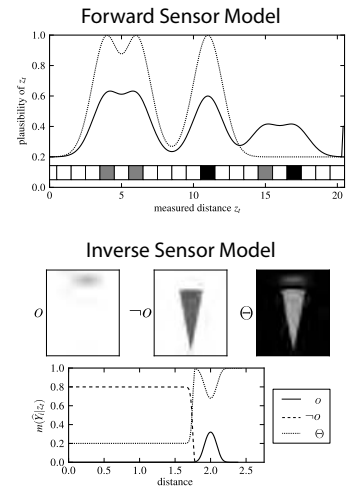 Forward Sensor Model
plausibility of z_t
1.0
0.8
0.6
0.4
0.2
0.0
0 5 10 15 20
measured distance z_t
Inverse Sensor Model
o ¬o Θ
m(Ŷ_i|z_t)
1.0
0.8
0.6
0.4
0.2
0.0
0.0 0.5 1.0 1.5 2.0 2.5
distance
o
¬o
Θ